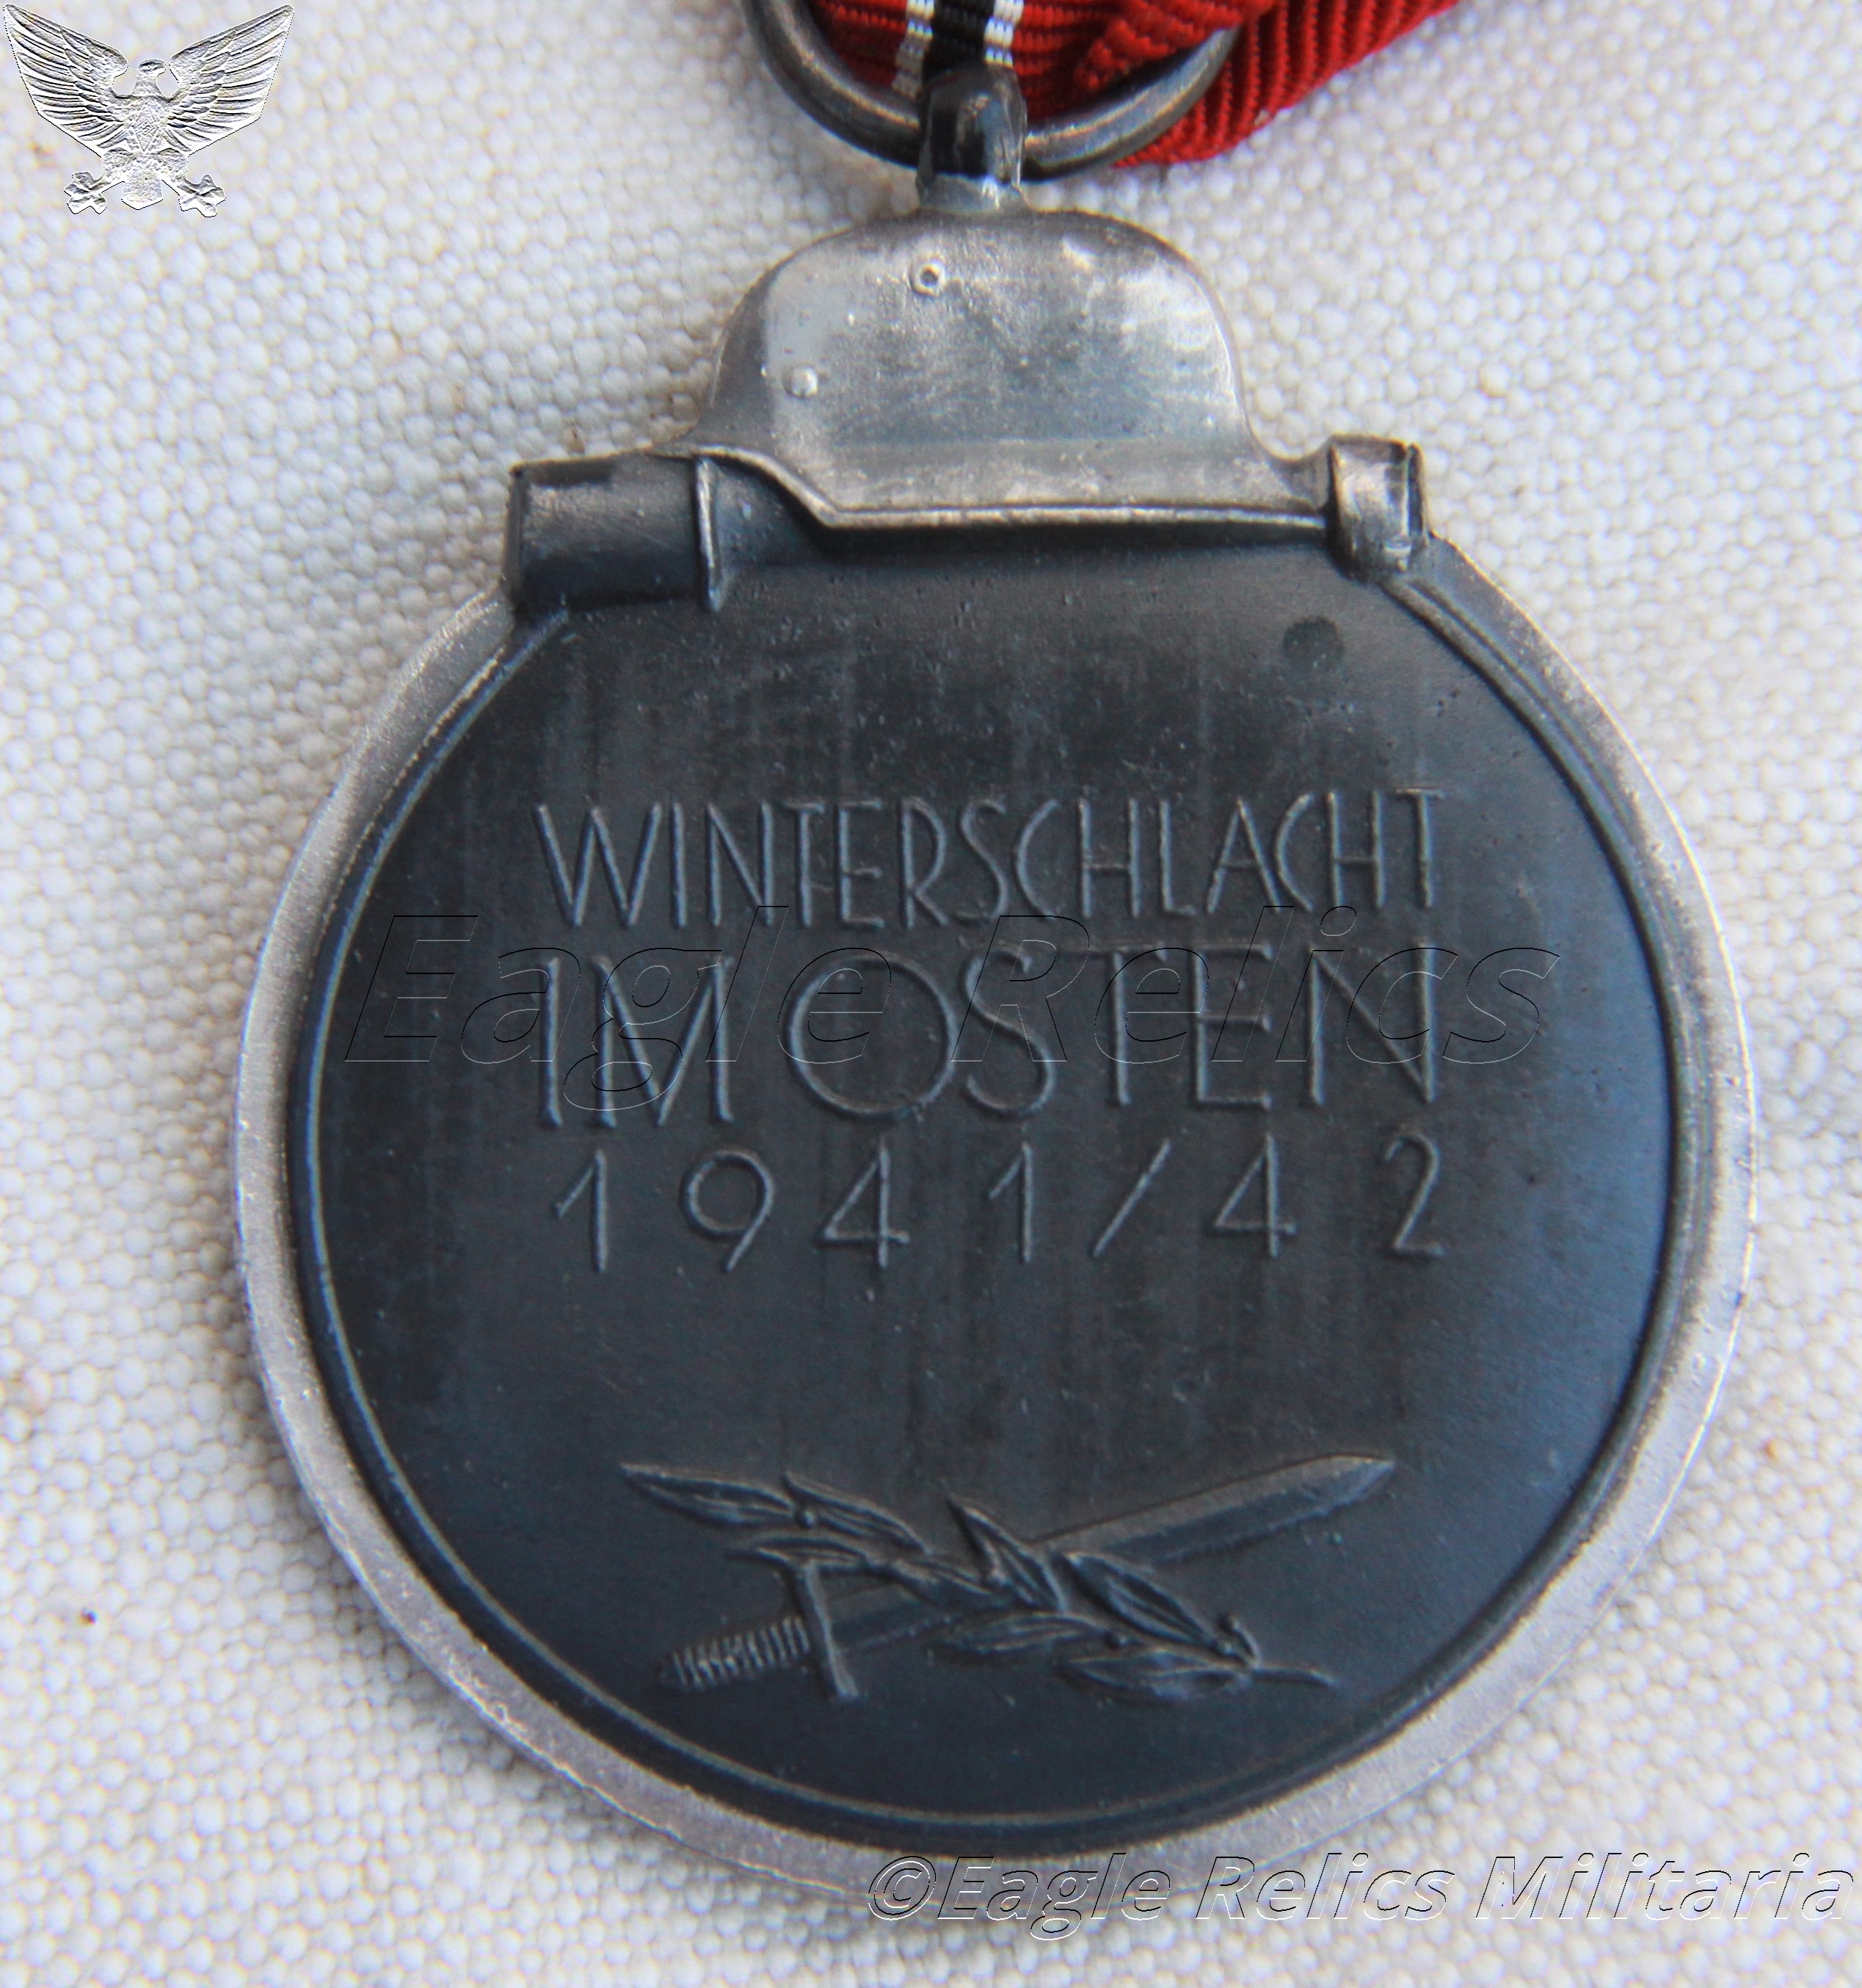 WINTERSCHLACHT
Eagle Relics
IM OSTEN
1941/42
©Eagle Relics Militaria